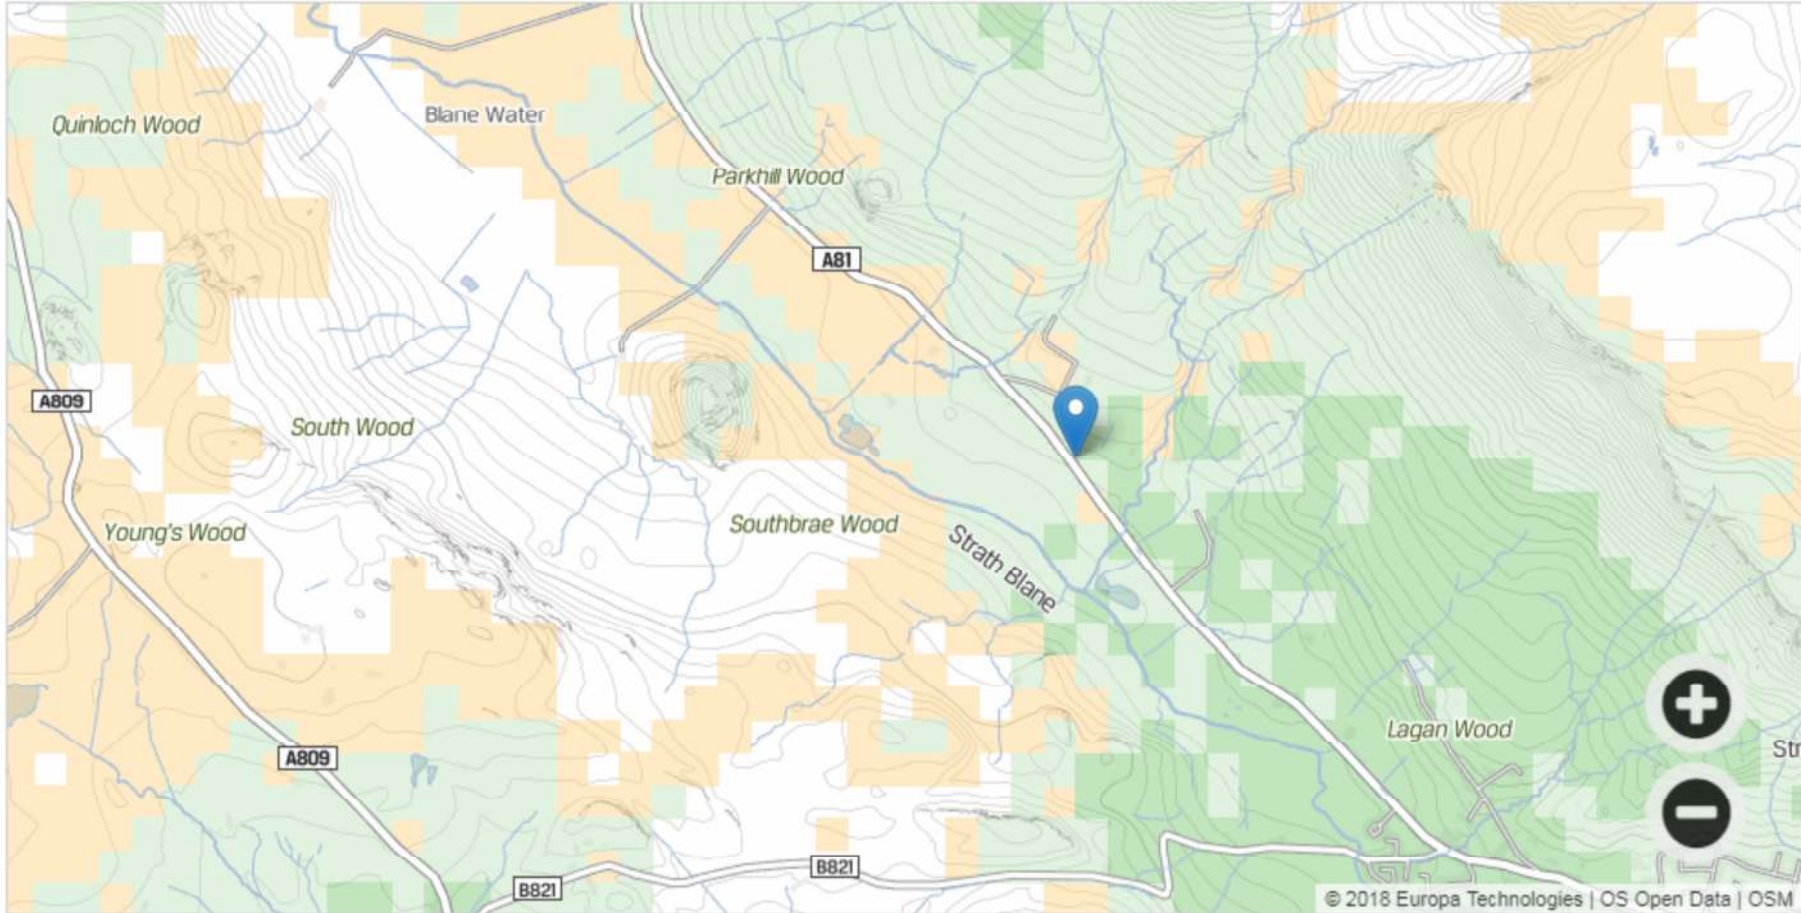 Blane Water
Quinloch Wood
Parkhill Wood
A81
A809
South Wood
Southbrae Wood
Young's Wood
Strath Blane
Lagan Wood
Str
A809
B821
B821
© 2018 Europa Technologies | OS Open Data | OSM